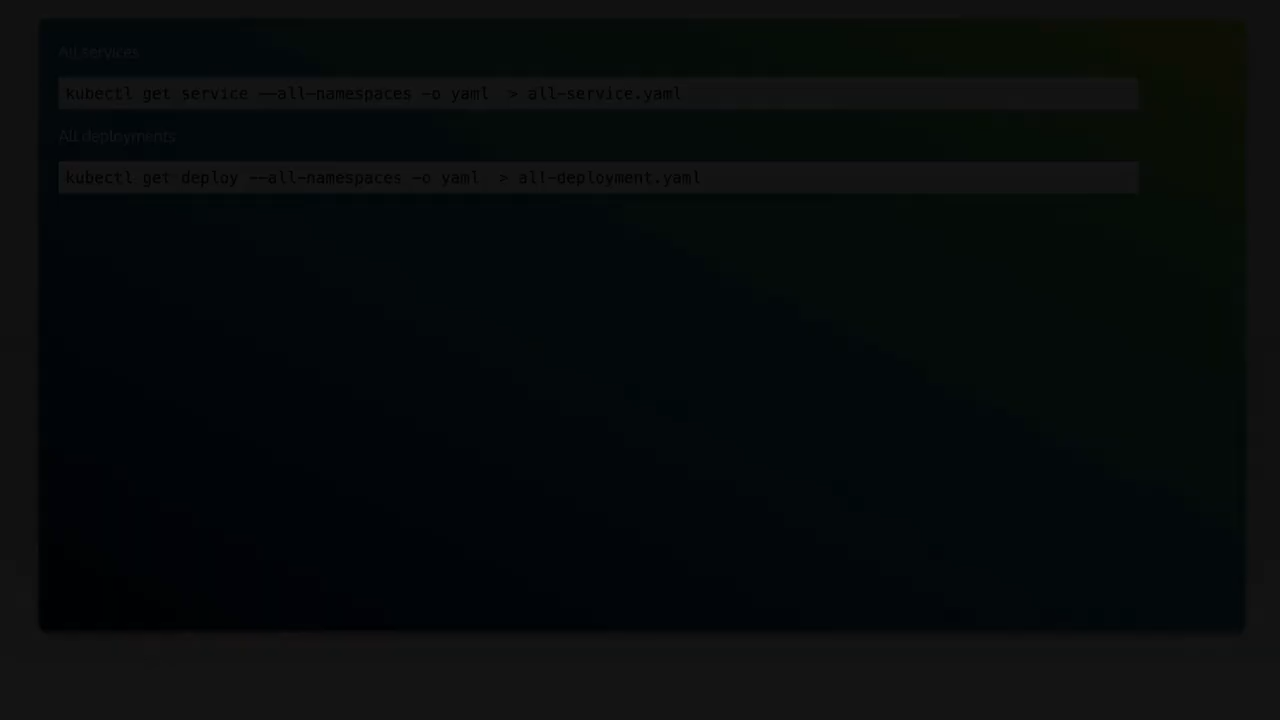 All services
kubectl get service --all-namespaces -o yaml  > all-service.yaml
All deployments
kubectl get deploy --all-namespaces -o yaml  > al!-deployment.yaml